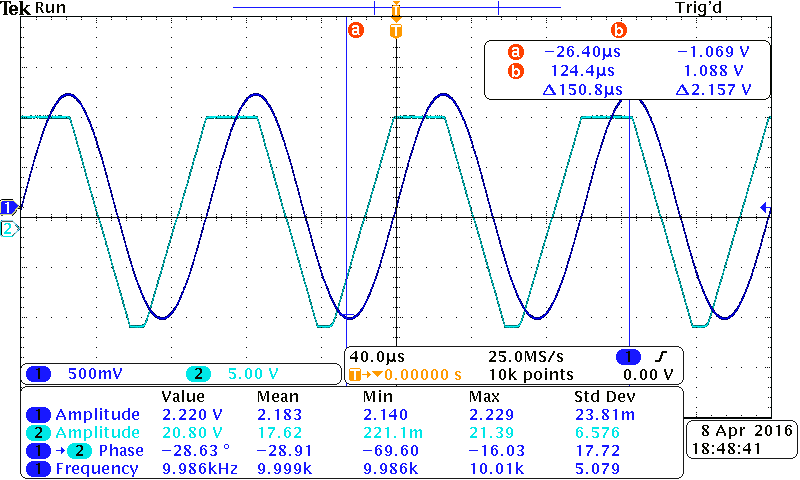 Tek Run T Trig'd
a T b
a −26.40µs −1.069 V
b 124.4µs 1.088 V
Δ150.8µs Δ2.157 V
1
2
1 500mV 2 5.00 V
40.0µs 25.0MS/s 1
T→▼0.00000 s 10k points 0.00 V
Value Mean Min Max Std Dev
1 Amplitude 2.220 V 2.183 2.140 2.229 23.81m
2 Amplitude 20.80 V 17.62 221.1m 21.39 6.576
1 → 2 Phase −28.63 ° −28.91 −69.60 −16.03 17.72
1 Frequency 9.986kHz 9.999k 9.986k 10.01k 5.079
8 Apr 2016
18:48:41